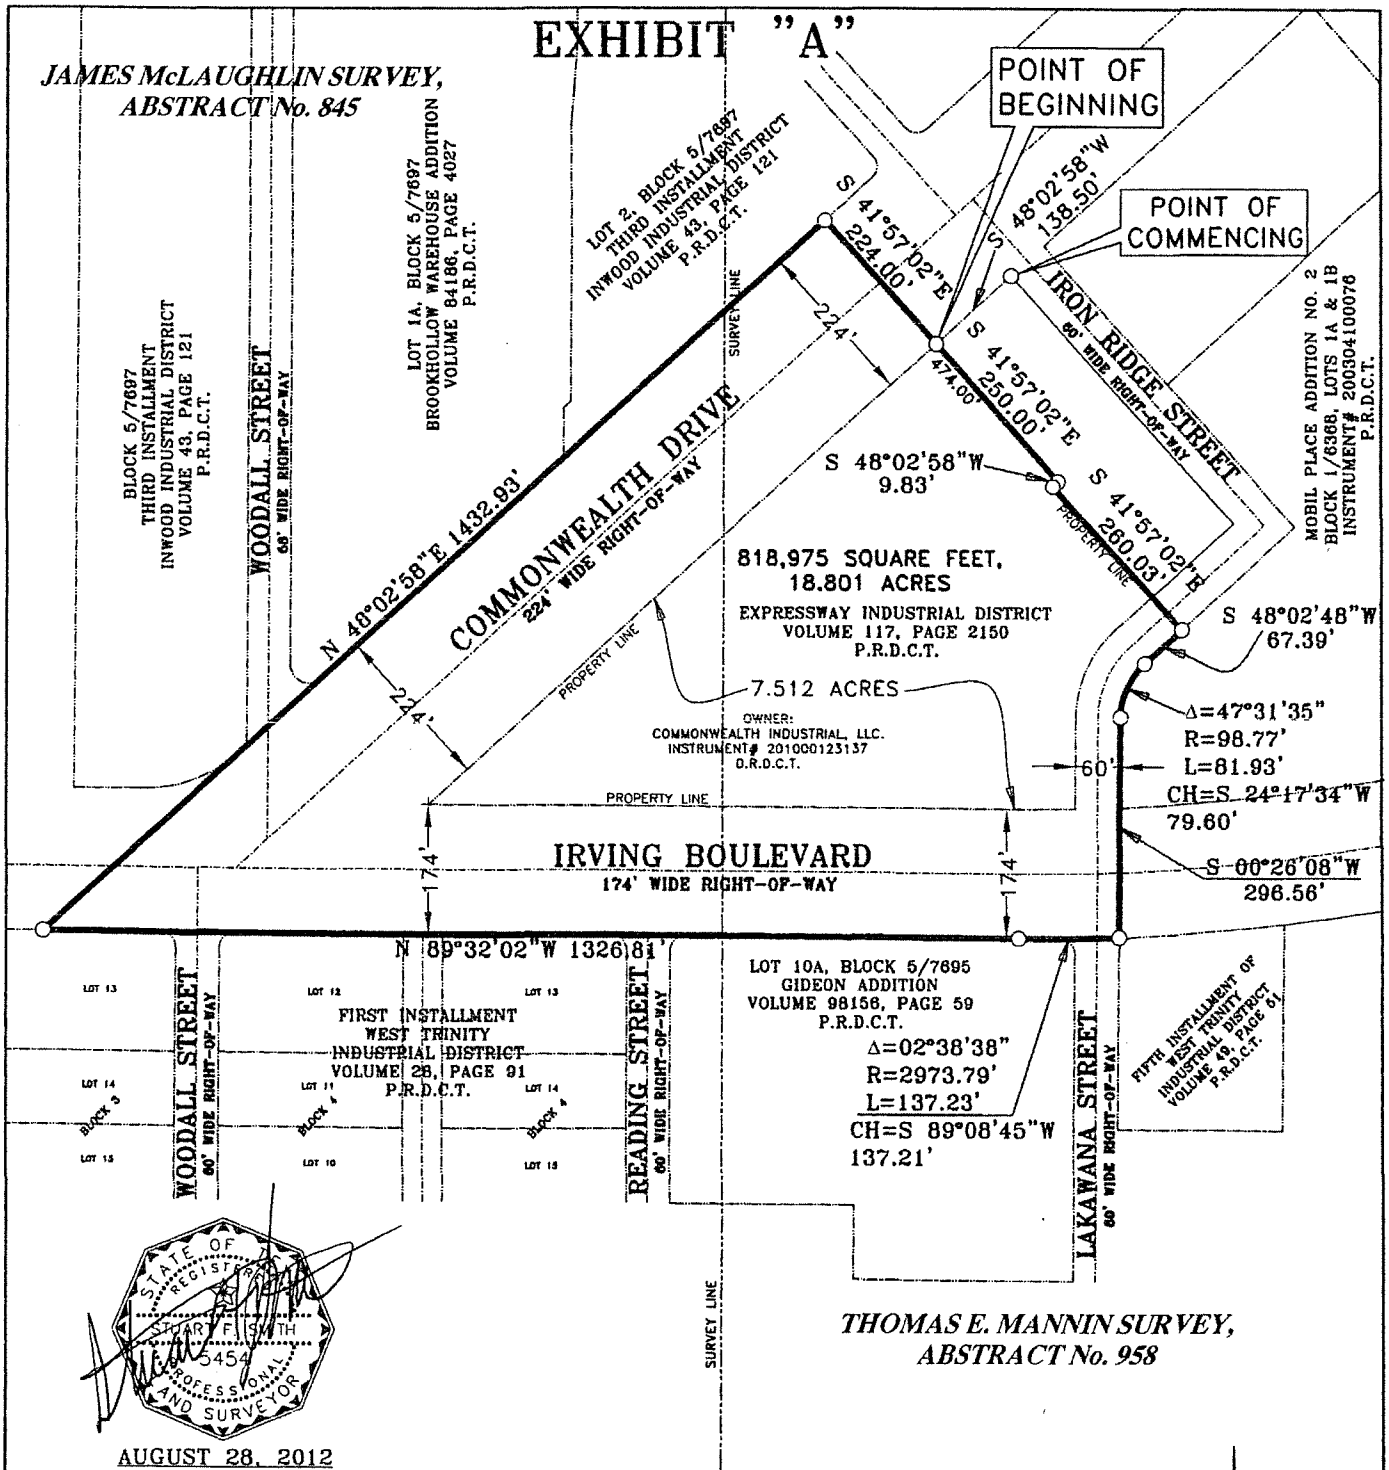 EXHIBIT "A"
JAMES McLAUGHLIN SURVEY,
ABSTRACT No. 845
POINT OF
BEGINNING
POINT OF
COMMENCING
S 48°02'58"W
138.50'
LOT 2, BLOCK 5/7697
THIRD INSTALLMENT
INWOOD INDUSTRIAL DISTRICT
VOLUME 43, PAGE 121
P.R.D.C.T.
LOT 1A, BLOCK 5/7697
BROOKHOLLOW WAREHOUSE ADDITION
VOLUME 84186, PAGE 4027
P.R.D.C.T.
BLOCK 5/7697
THIRD INSTALLMENT
INWOOD INDUSTRIAL DISTRICT
VOLUME 43, PAGE 121
P.R.D.C.T.
WOODALL STREET
68' WIDE RIGHT-OF-WAY
SURVEY LINE
S 41°57'02"E
224.00'
224'
474.00'
S 41°57'02"E
250.00'
IRON RIDGE STREET
60' WIDE RIGHT-OF-WAY
MOBIL PLACE ADDITION NO. 2
BLOCK 1/6368, LOTS 1A & 1B
INSTRUMENT# 200304100076
P.R.D.C.T.
S 48°02'58"W
9.83'
S 41°57'02"E
260.03'
PROPERTY LINE
N 48°02'58"E 1432.93'
COMMONWEALTH DRIVE
224' WIDE RIGHT-OF-WAY
818,975 SQUARE FEET,
18.801 ACRES
EXPRESSWAY INDUSTRIAL DISTRICT
VOLUME 117, PAGE 2150
P.R.D.C.T.
S 48°02'48"W
67.39'
PROPERTY LINE
224'
7.512 ACRES
OWNER:
COMMONWEALTH INDUSTRIAL, LLC.
INSTRUMENT# 201000123137
O.R.D.C.T.
Δ=47°31'35"
R=98.77'
L=81.93'
CH=S 24°17'34"W
79.60'
60'
PROPERTY LINE
174'
IRVING BOULEVARD
174' WIDE RIGHT-OF-WAY
174'
S 00°26'08"W
296.56'
N 89°32'02"W 1326.81'
LOT 10A, BLOCK 5/7695
GIDEON ADDITION
VOLUME 98156, PAGE 59
P.R.D.C.T.
Δ=02°38'38"
R=2973.79'
L=137.23'
CH=S 89°08'45"W
137.21'
FIFTH INSTALLMENT OF
WEST TRINITY
INDUSTRIAL DISTRICT
VOLUME 49, PAGE 61
P.R.D.C.T.
LOT 13
LOT 12
LOT 13
FIRST INSTALLMENT
WEST TRINITY
INDUSTRIAL DISTRICT
VOLUME 28, PAGE 91
P.R.D.C.T.
LOT 14
LOT 11
LOT 14
BLOCK 3
BLOCK 4
BLOCK 4
LOT 15
LOT 10
LOT 15
WOODALL STREET
60' WIDE RIGHT-OF-WAY
READING STREET
60' WIDE RIGHT-OF-WAY
LAKAWANA STREET
60' WIDE RIGHT-OF-WAY
SURVEY LINE
THOMAS E. MANNIN SURVEY,
ABSTRACT No. 958
STATE OF
REGISTERED
STUART F. SMITH
5454
PROFESSIONAL
LAND SURVEYOR
AUGUST 28, 2012